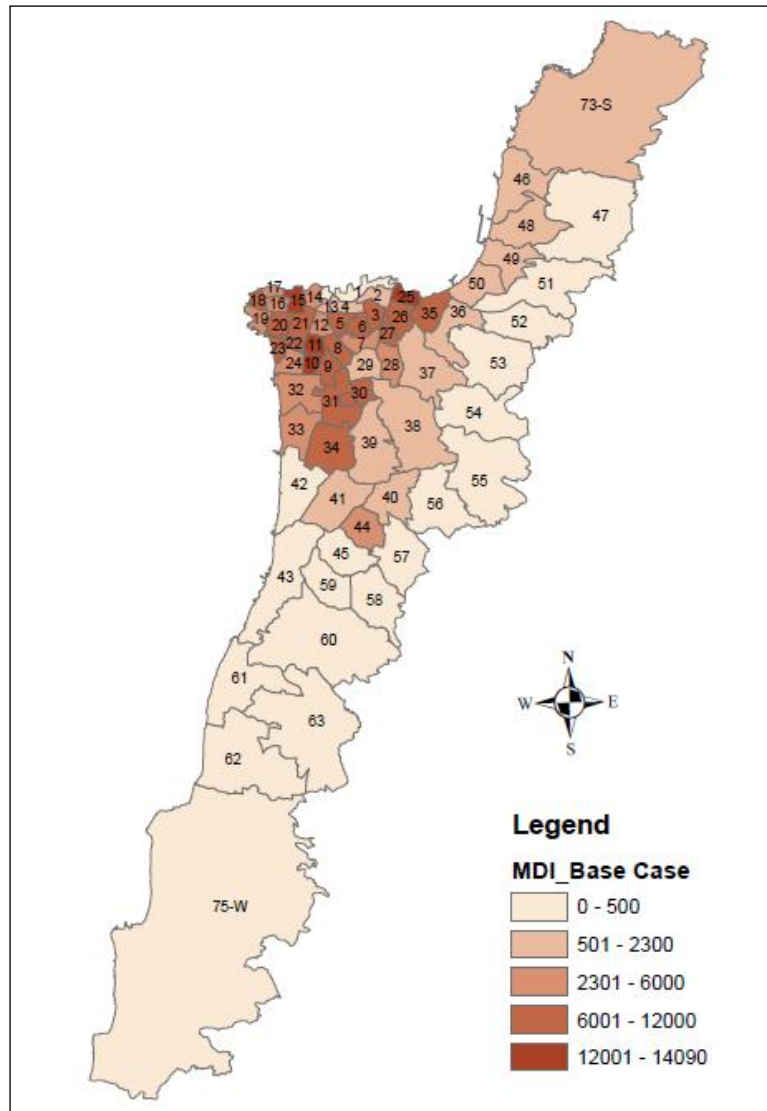 73-S
46
47
48
49
50
51
17
1
2
25
18 16 15 14 13 4
3 26 35 36
52
19 20 21 12 5 6
27
23 22 11 8 7
53
24 10 9 29 28 37
32 31 30
54
33
34 39 38
55
42
41 40 56
44
45 57
43
59 58
60
61
63
62
75-W
N
W E
S
Legend
MDI_Base Case
0 - 500
501 - 2300
2301 - 6000
6001 - 12000
12001 - 14090